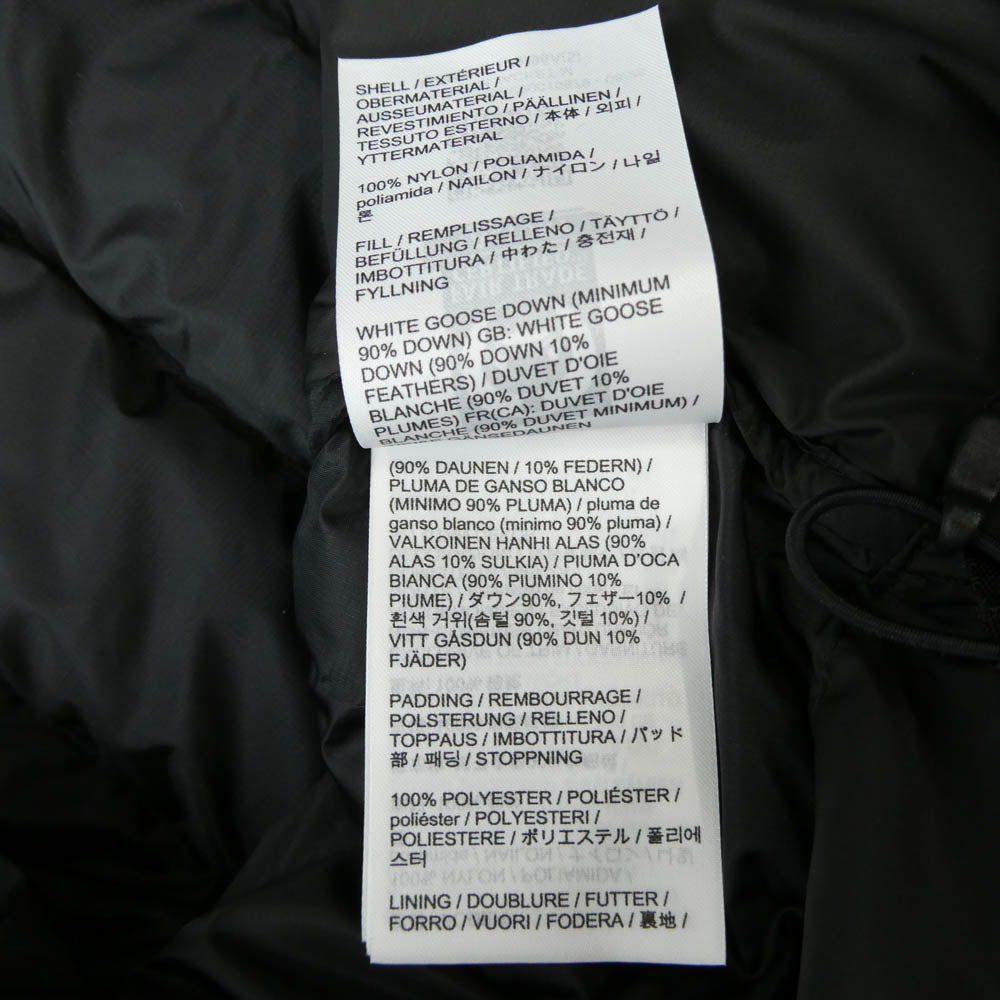 SHELL / EXTÉRIEUR /
OBERMATERIAL /
AUSSEUMATERIAL /
REVESTIMIENTO / PÄÄLLINEN /
TESSUTO ESTERNO / 本体 / 외피 /
YTTERMATERIAL
100% NYLON / POLIAMIDA /
poliamida / NAILON / ナイロン / 나일
론
FILL / REMPLISSAGE /
BEFÜLLUNG / RELLENO / TÄYTTÖ /
IMBOTTITURA / 中わた / 충전재 /
FYLLNING
WHITE GOOSE DOWN (MINIMUM
90% DOWN) GB: WHITE GOOSE
DOWN (90% DOWN 10%
FEATHERS) / DUVET D'OIE
BLANCHE (90% DUVET 10%
PLUMES) FR(CA): DUVET D'OIE
BLANCHE (90% DUVET MINIMUM) /
GÄNSEDAUNEN
(90% DAUNEN / 10% FEDERN) /
PLUMA DE GANSO BLANCO
(MINIMO 90% PLUMA) / pluma de
ganso blanco (minimo 90% pluma) /
VALKOINEN HANHI ALAS (90%
ALAS 10% SULKIA) / PIUMA D'OCA
BIANCA (90% PIUMINO 10%
PIUME) / ダウン90%, フェザー10% /
흰색 거위(솜털 90%, 깃털 10%) /
VITT GÅSDUN (90% DUN 10%
FJÄDER)
PADDING / REMBOURRAGE /
POLSTERUNG / RELLENO /
TOPPAUS / IMBOTTITURA / パッド
部 / 패딩 / STOPPNING
100% POLYESTER / POLIÉSTER /
poliéster / POLYESTERI /
POLIESTERE / ポリエステル / 폴리에
스터
LINING / DOUBLURE / FUTTER /
FORRO / VUORI / FODERA / 裏地 /